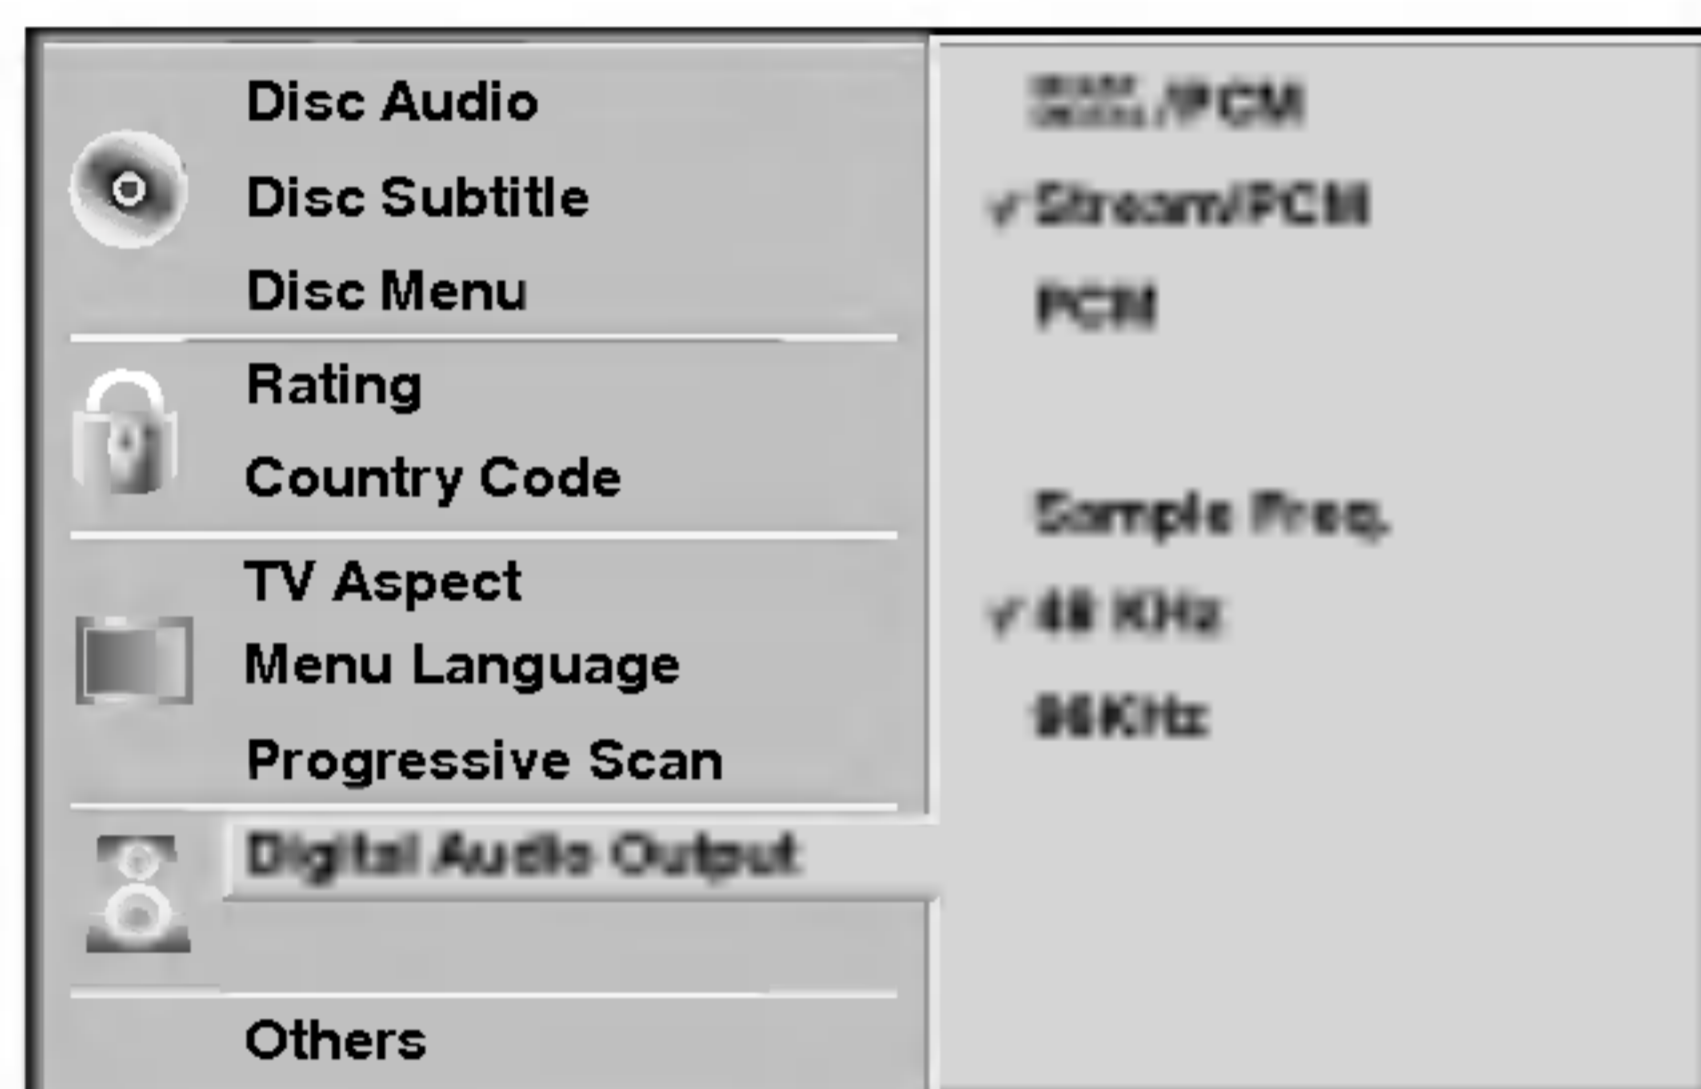 Disc Audio
Disc Subtitle
Disc Menu
Rating
Country Code
TV Aspect
Menu Language
Progressive Scan
Digital Audio Output
Others
/PCM
Stream/PCM
PCM
Sample Freq.
48 KHz
96KHz